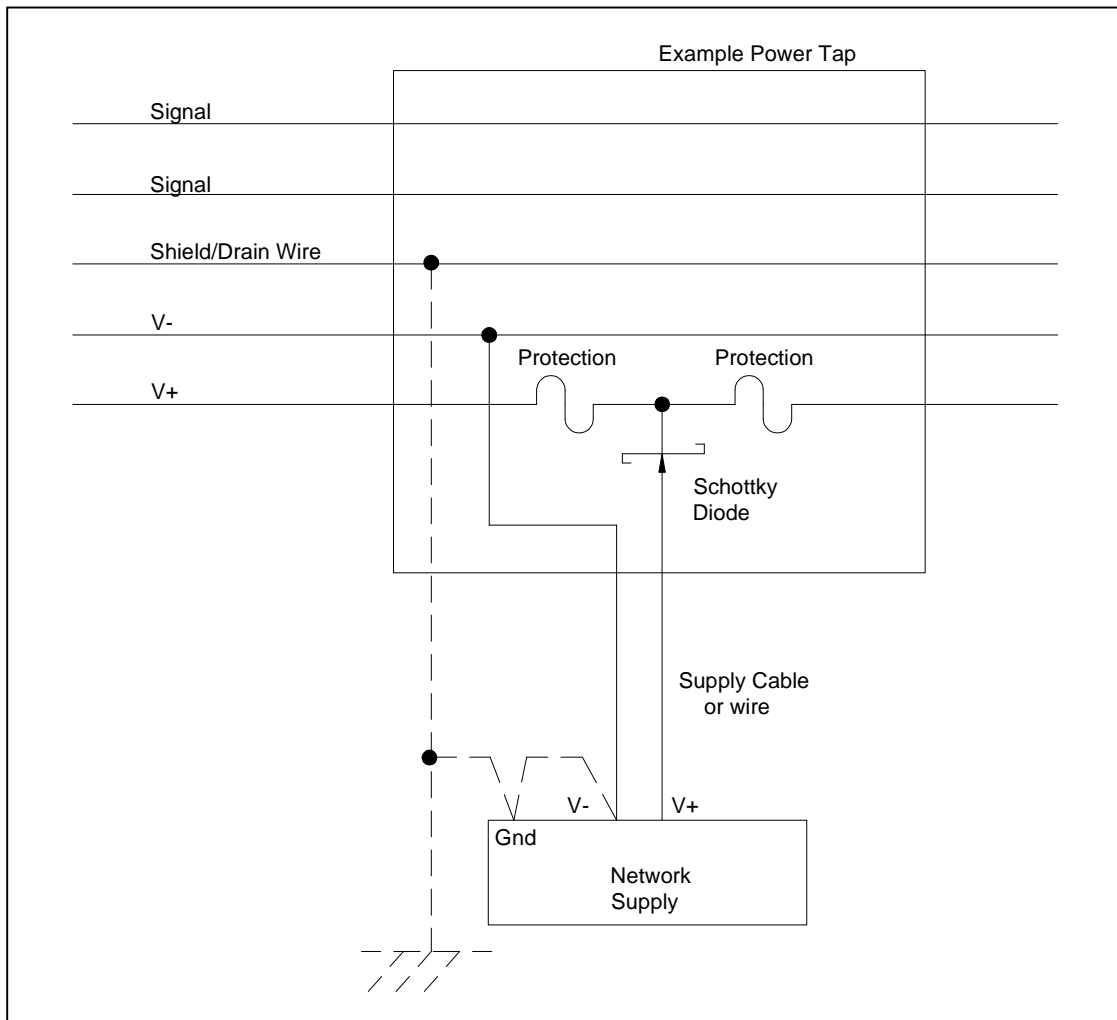 Example Power Tap
Signal
Signal
Shield/Drain Wire
V-
Protection
Protection
V+
Schottky
Diode
Supply Cable
or wire
V-
V+
Gnd
Network
Supply